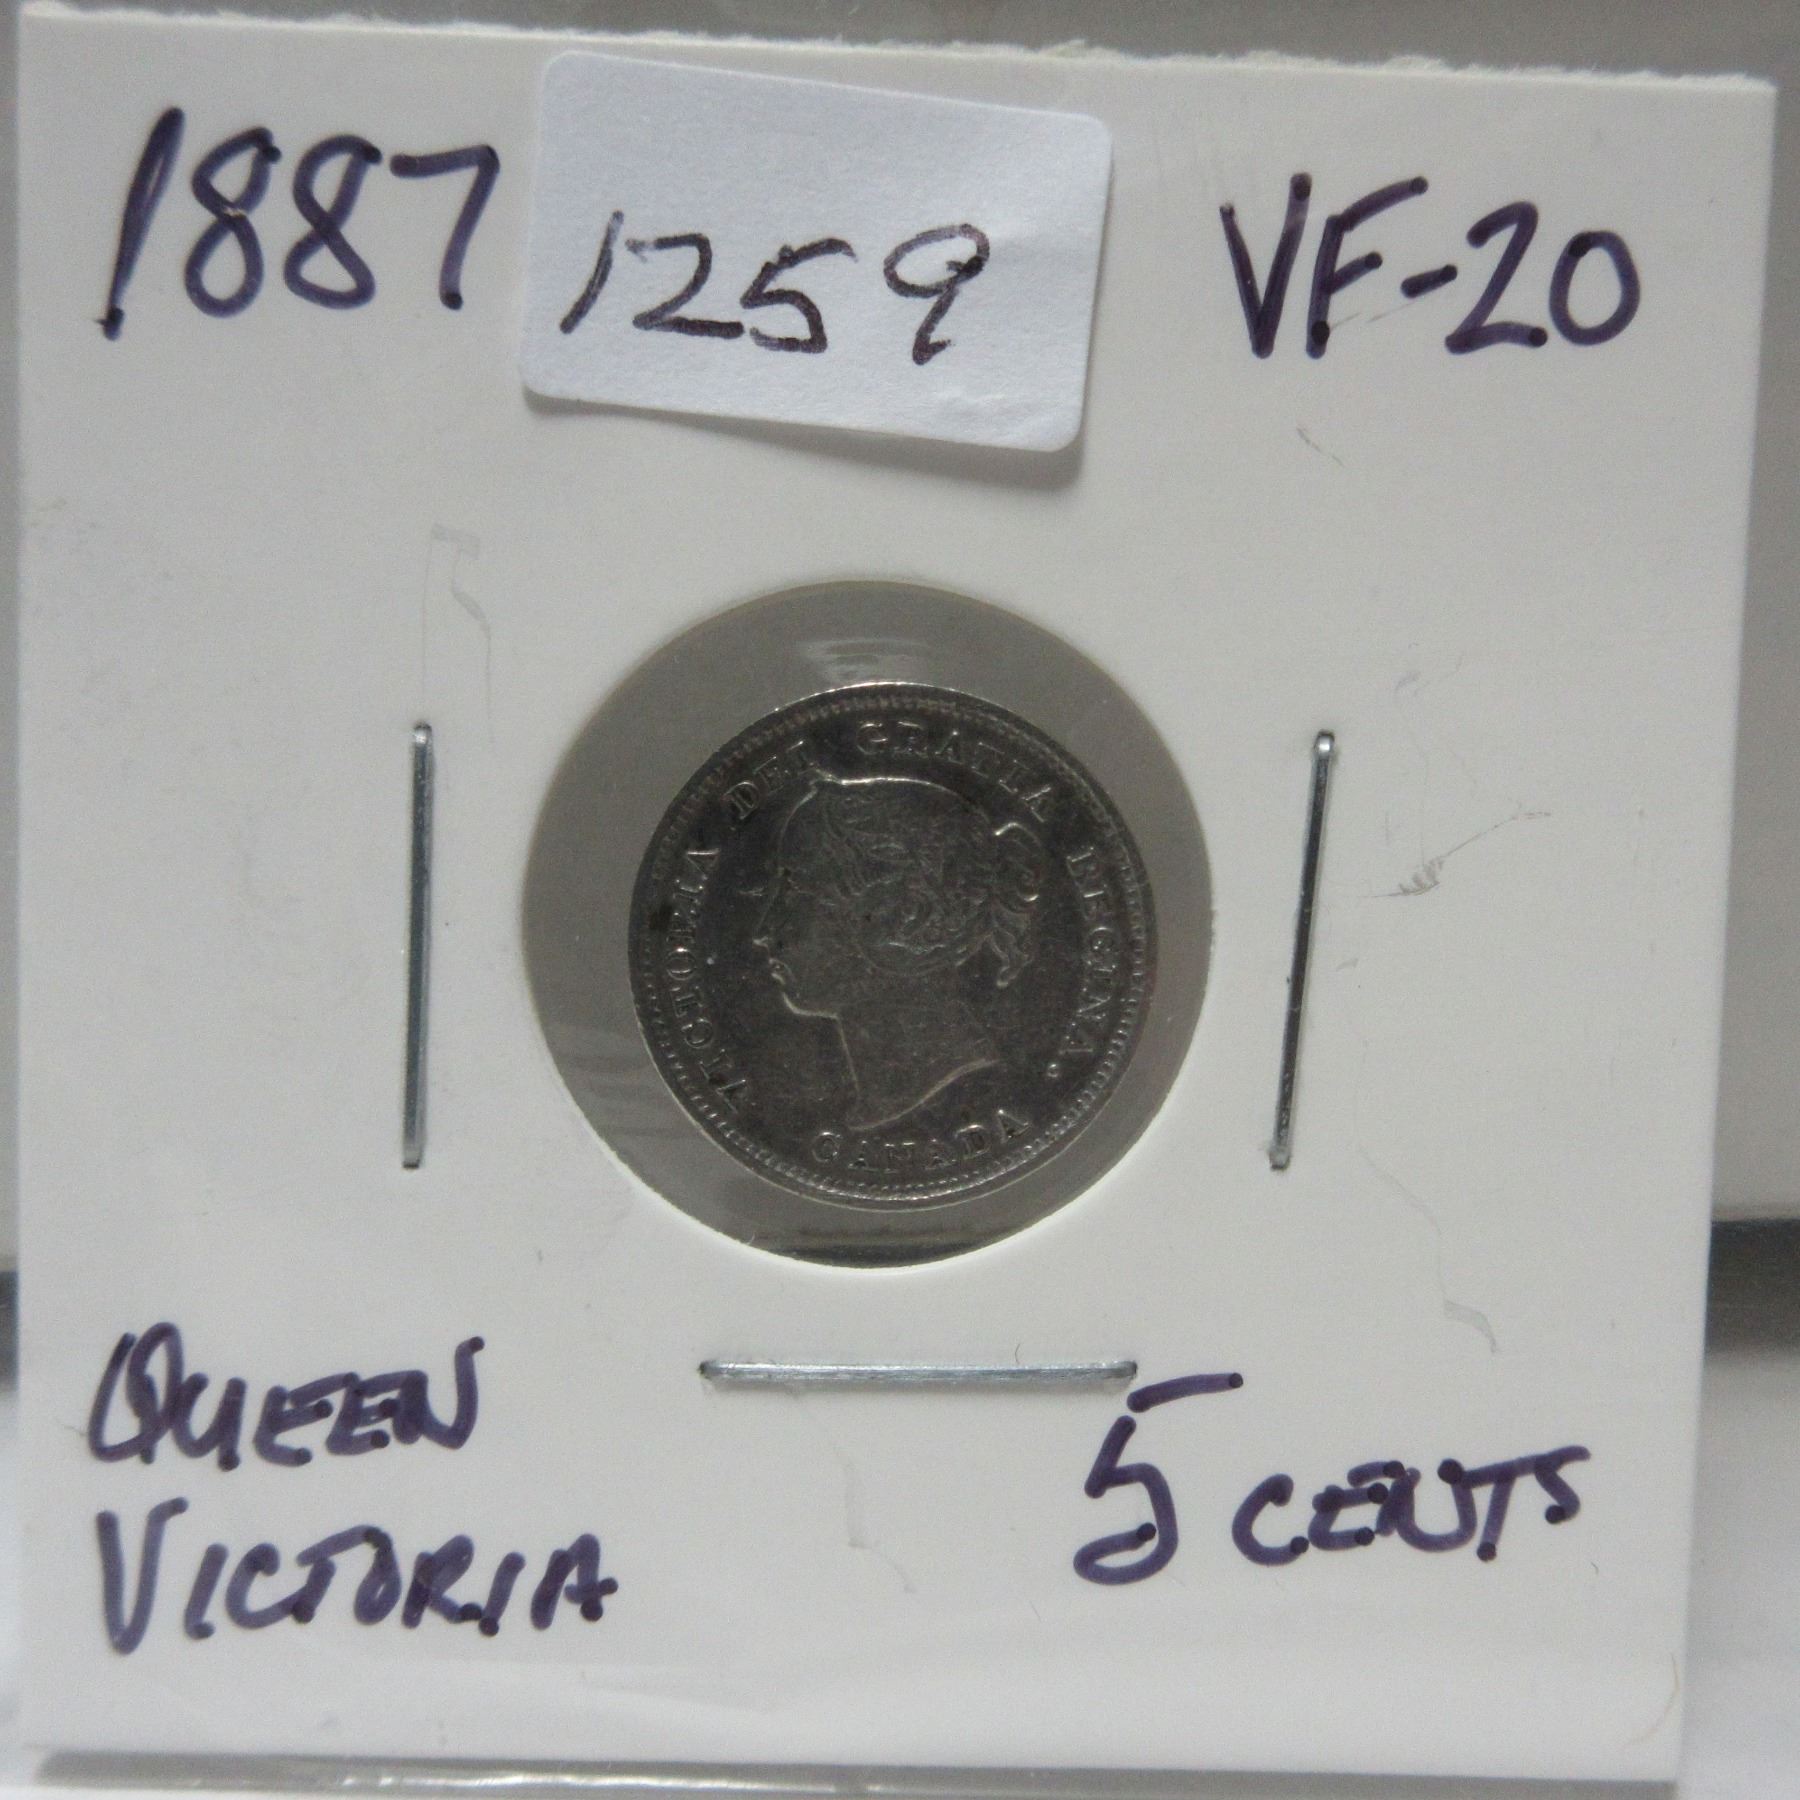 1887
1259
VF-20
VICTORIA DEI GRATIA REGINA.
CANADA
QUEEN
VICTORIA
5 CENTS